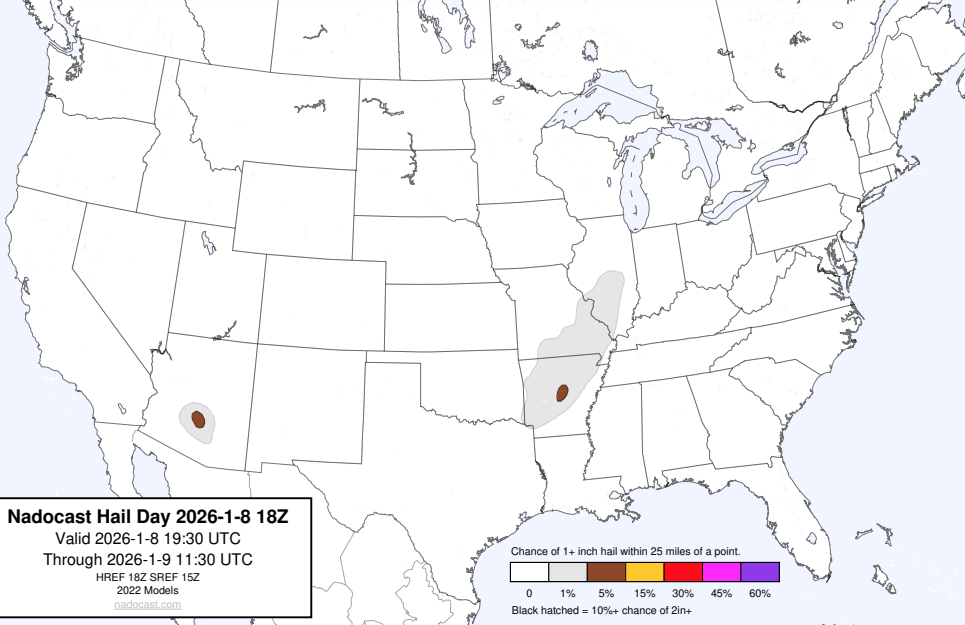 Nadocast Hail Day 2026-1-8 18Z
Valid 2026-1-8 19:30 UTC
Through 2026-1-9 11:30 UTC
HREF 18Z SREF 15Z
2022 Models
nadocast.com
Chance of 1+ inch hail within 25 miles of a point.
0 1% 5% 15% 30% 45% 60%
Black hatched = 10%+ chance of 2in+